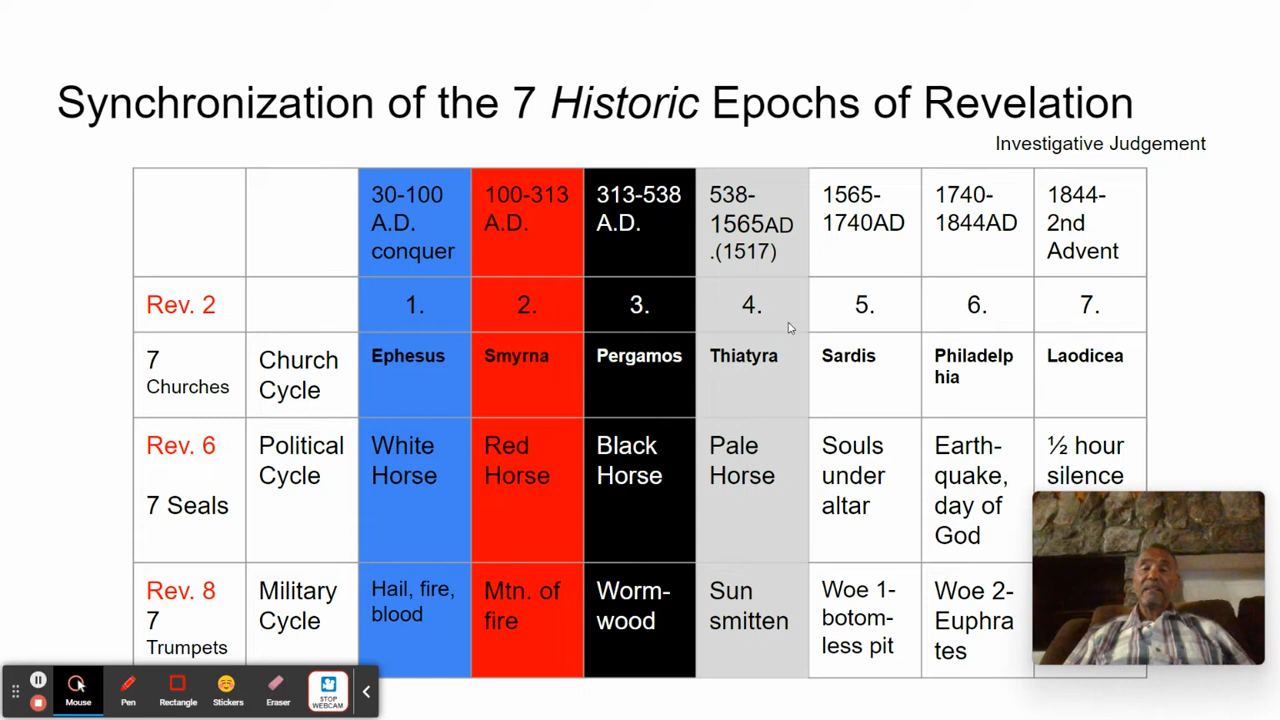 Synchronization of the 7 Historic Epochs of Revelation
Investigative Judgement
30-100
A.D.
conquer
100-313
A.D.
313-538
A.D.
538-
1565AD
.(1517)
1565-
1740AD
1740-
1844AD
1844-
2nd
Advent
Rev. 2
1.
2.
3.
4.
5.
6.
7.
7
Churches
Church
Cycle
Ephesus
Smyrna
Pergamos
Thiatyra
Sardis
Philadelp
hia
Laodicea
Rev. 6
7 Seals
Political
Cycle
White
Horse
Red
Horse
Black
Horse
Pale
Horse
Souls
under
altar
Earth-
quake,
day of
God
½ hour
silence
Rev. 8
7
Trumpets
Military
Cycle
Hail, fire,
blood
Mtn. of
fire
Worm-
wood
Sun
smitten
Woe 1-
botom-
less pit
Woe 2-
Euphra
tes
Mouse
Pen
Rectangle
Stickers
Eraser
STOP
WEBCAM